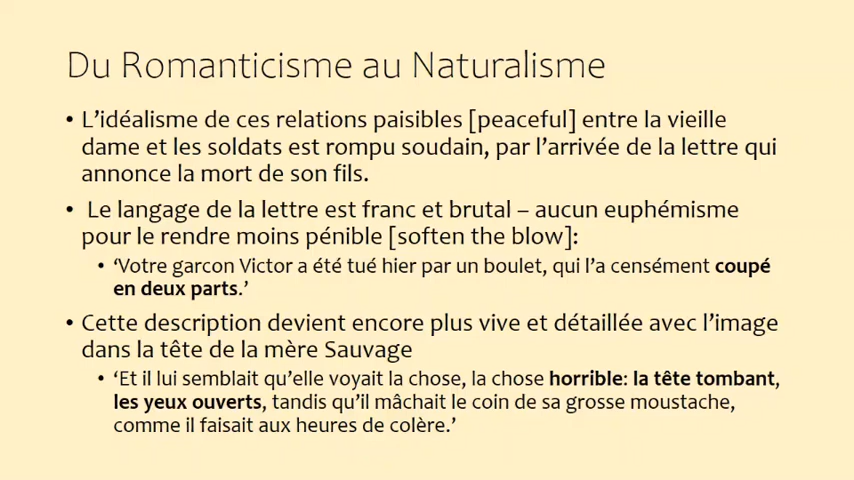 Du Romanticisme au Naturalisme
• L’idéalisme de ces relations paisibles [peaceful] entre la vieille
dame et les soldats est rompu soudain, par l’arrivée de la lettre qui
annonce la mort de son fils.
• Le langage de la lettre est franc et brutal – aucun euphémisme
pour le rendre moins pénible [soften the blow]:
• ‘Votre garcon Victor a été tué hier par un boulet, qui l’a censément coupé
en deux parts.’
• Cette description devient encore plus vive et détaillée avec l’image
dans la tête de la mère Sauvage
• ‘Et il lui semblait qu’elle voyait la chose, la chose horrible: la tête tombant,
les yeux ouverts, tandis qu’il mâchait le coin de sa grosse moustache,
comme il faisait aux heures de colère.’